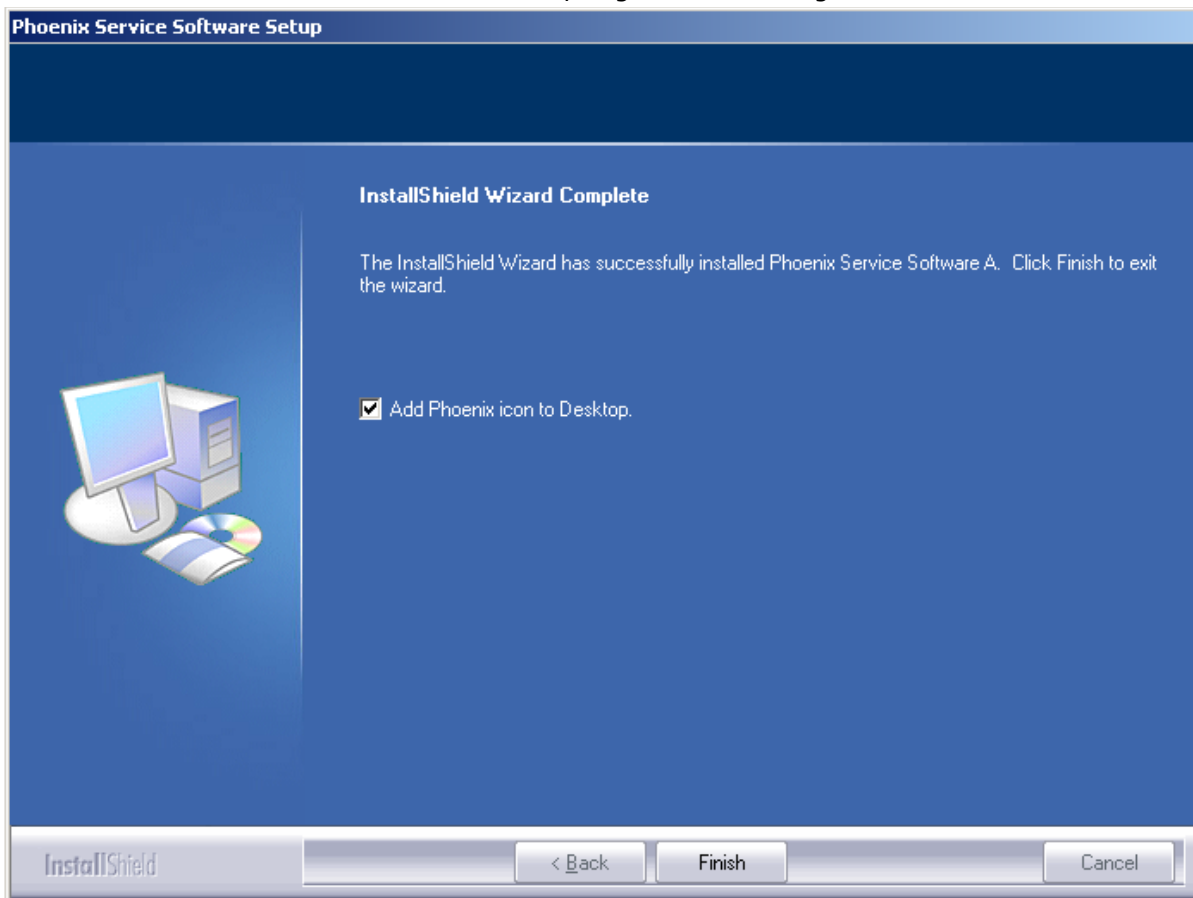 Phoenix Service Software Setup
InstallShield Wizard Complete
The InstallShield Wizard has successfully installed Phoenix Service Software A. Click Finish to exit
the wizard.
Add Phoenix icon to Desktop.
InstallShield
< Back
Finish
Cancel